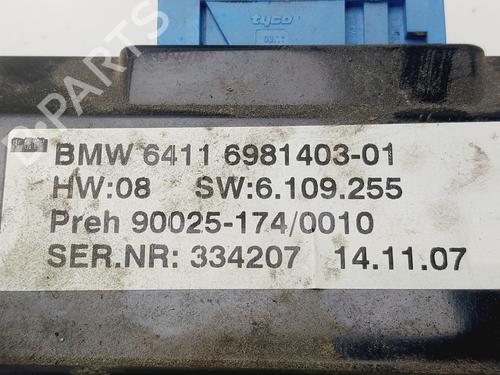 tyco
BMW 6411 6981403-01
HW:08 SW:6.109.255
Preh 90025-174/0010
SER.NR: 334207 14.11.07
B-PARTS